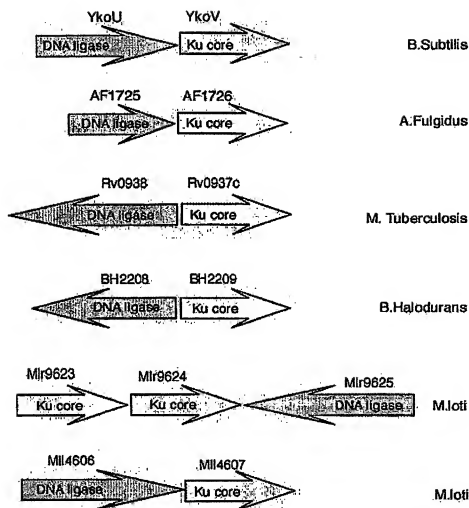 YkoU YkoV
DNA ligase Ku core B.Subtilis
AF1725 AF1726
DNA ligase Ku core A.Fulgidus
Rv0938 Rv0937c
DNA ligase Ku core M. Tuberculosis
BH2208 BH2209
DNA ligase Ku core B.Halodurans
Mlr9623 Mlr9624 Mlr9625
Ku core Ku core DNA ligase M.loti
Mll4606 Mll4607
DNA ligase Ku core M.loti